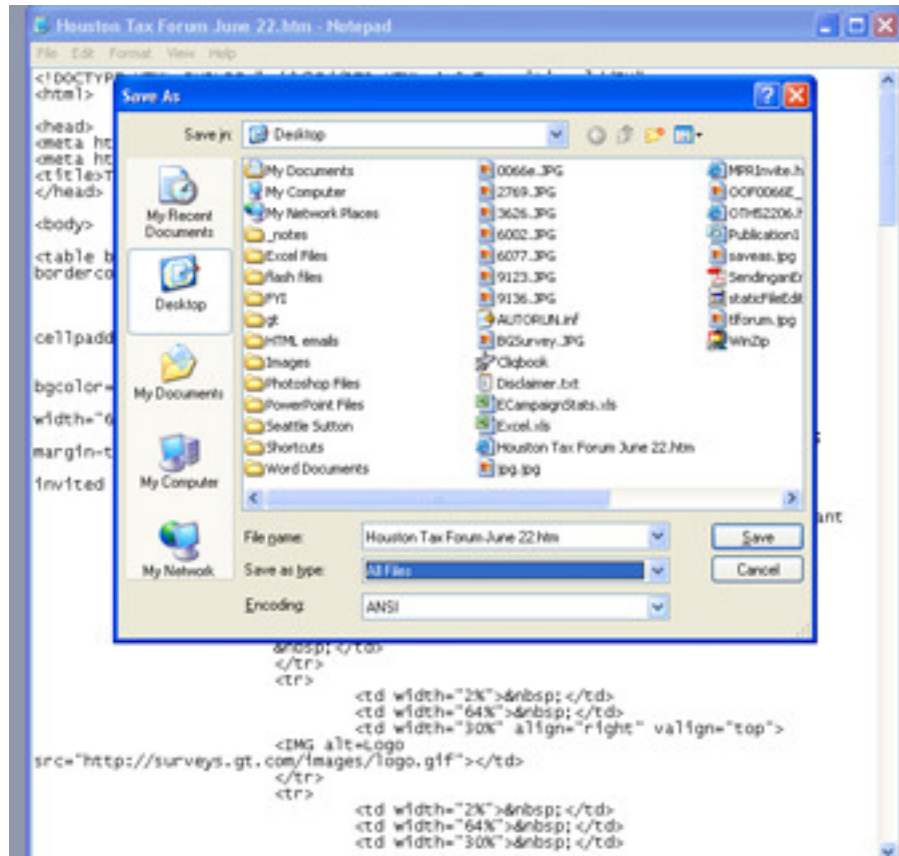 Houston Tax Forum June 22.htm - Notepad
File Edit Format View Help
<!DOCTYPE
<html>
Save As
<head>
Save in: Desktop
<meta ht
<meta ht
<title>T
</head>
<body>
<table b
borderco
cellpadd
bgcolor=
width="6
margin-t
invited
My Recent Documents
Desktop
My Documents
My Computer
My Network
My Documents
My Computer
My Network Places
_notes
Excel Files
flash files
FYI
gt
HTML emails
Images
Photoshop Files
PowerPoint Files
Seattle Sutton
Shortcuts
Word Documents
0066e.JPG
2769.JPG
3626.JPG
6002.JPG
6077.JPG
9123.JPG
9136.JPG
AUTORUN.inf
BGSurvey.JPG
Cliqbook
Disclaimer.txt
ECampaignStats.xls
Excel.xls
Houston Tax Forum June 22.htm
jpg.jpg
MPRInvite.h
OOF0066E_
OTH52206.h
Publication1
saveas.jpg
SendinganEr
staticFileEdit
tforum.jpg
WinZip
ant
File name: Houston Tax Forum June 22.htm Save
Save as type: All Files Cancel
Encoding: ANSI
&nbsp;</td>
</tr>
<tr>
<td width="2%">&nbsp;</td>
<td width="64%">&nbsp;</td>
<td width="30%" align="right" valign="top">
<IMG alt=Logo
src="http://surveys.gt.com/images/logo.gif"></td>
</tr>
<tr>
<td width="2%">&nbsp;</td>
<td width="64%">&nbsp;</td>
<td width="30%">&nbsp;</td>